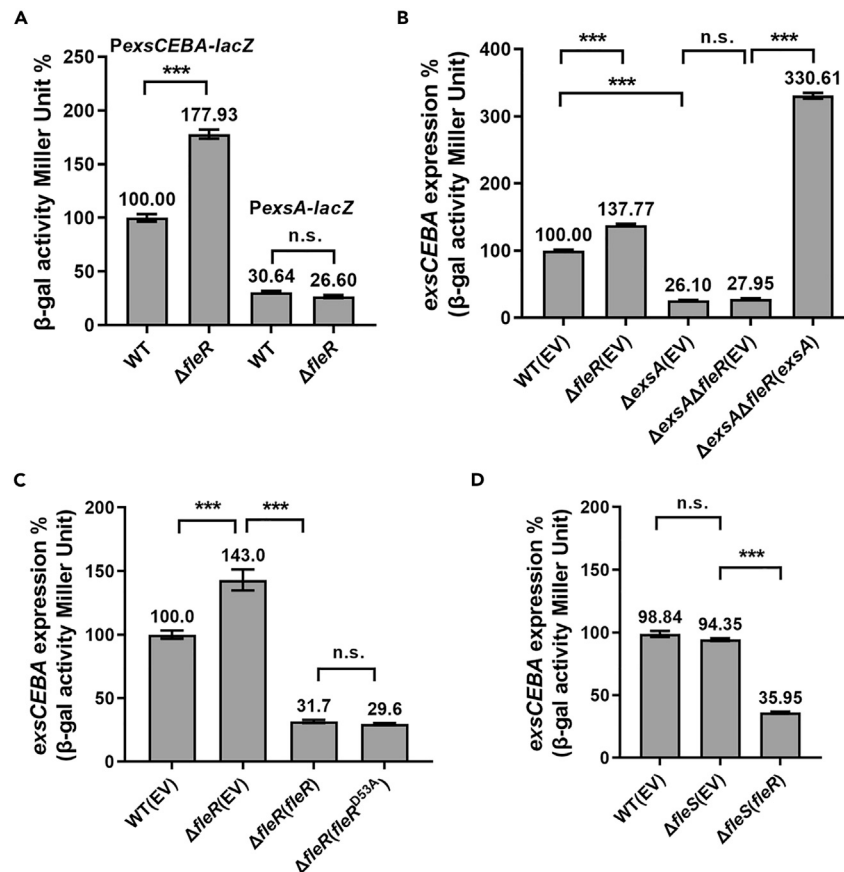 A
PexsCEBA-lacZ
***
177.93
100.00
PexsA-lacZ
n.s.
30.64
26.60
β-gal activity Miller Unit %
250
200
150
100
50
0
WT
ΔfleR
WT
ΔfleR
B
n.s.
***
***
***
330.61
137.77
100.00
26.10
27.95
exsCEBA expression %
(β-gal activity Miller Unit)
400
300
200
100
0
WT(EV)
ΔfleR(EV)
ΔexsA(EV)
ΔexsAΔfleR(EV)
ΔexsAΔfleR(exsA)
C
***
***
143.0
100.0
n.s.
31.7
29.6
exsCEBA expression %
(β-gal activity Miller Unit)
200
150
100
50
0
WT(EV)
ΔfleR(EV)
ΔfleR(fleR)
ΔfleR(fleR^D53A)
D
n.s.
***
98.84
94.35
35.95
exsCEBA expression %
(β-gal activity Miller Unit)
200
150
100
50
0
WT(EV)
ΔfleS(EV)
ΔfleS(fleR)